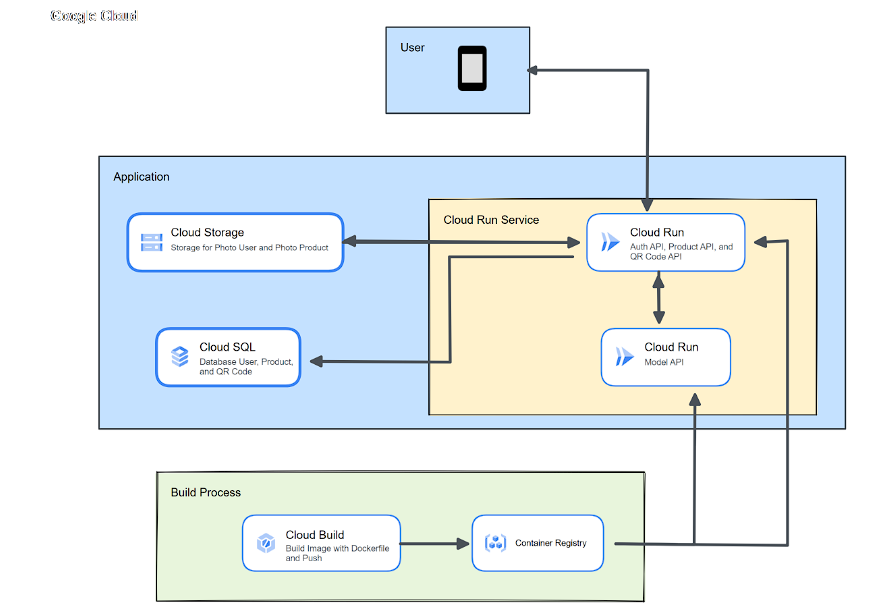 Google Cloud
User
Application
Cloud Storage
Storage for Photo User and Photo Product
Cloud SQL
Database User, Product,
and QR Code
Cloud Run Service
Cloud Run
Auth API, Product API, and
QR Code API
Cloud Run
Model API
Build Process
Cloud Build
Build Image with Dockerfile
and Push
Container Registry